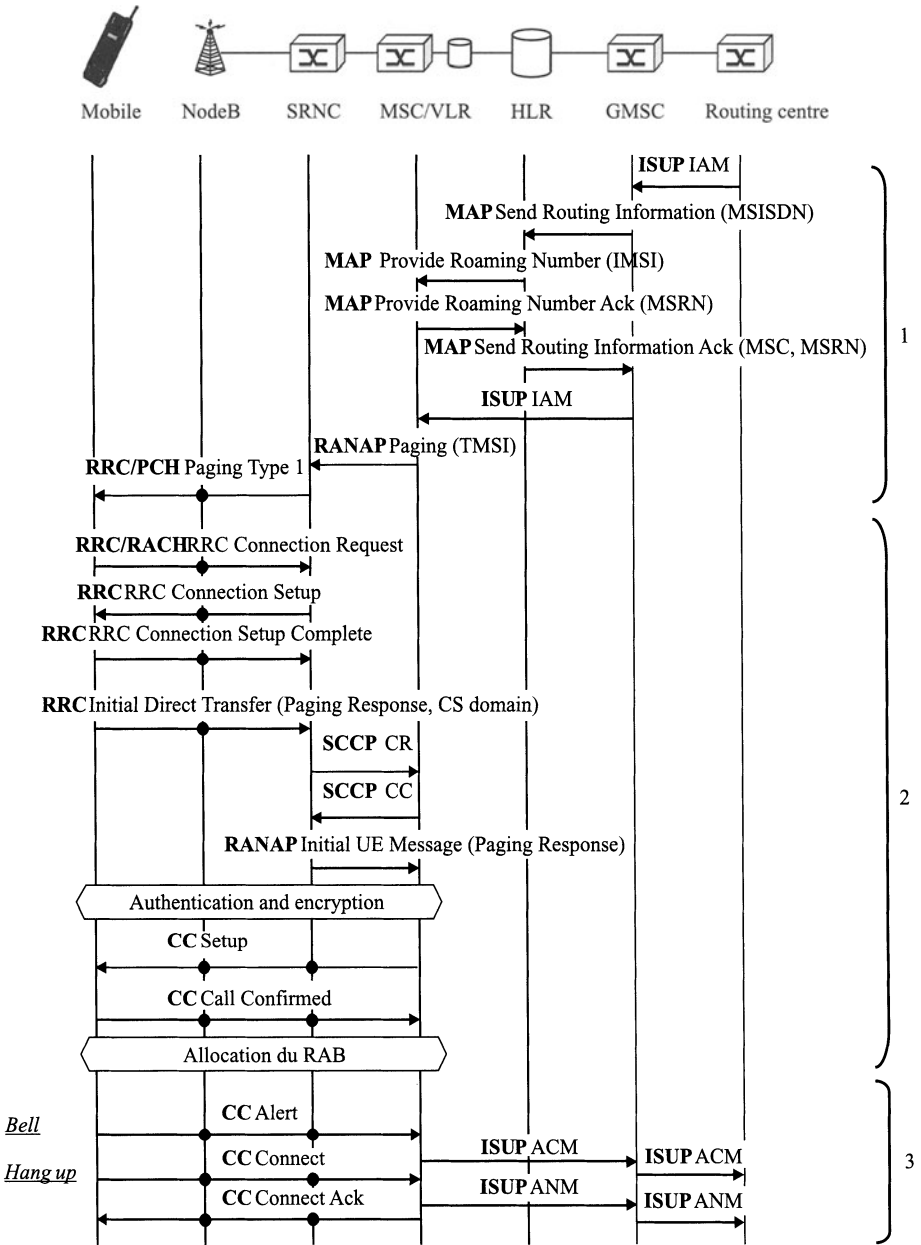 Mobile NodeB SRNC MSC/VLR HLR GMSC Routing centre
ISUP IAM
MAP Send Routing Information (MSISDN)
MAP Provide Roaming Number (IMSI)
MAP Provide Roaming Number Ack (MSRN)
1
MAP Send Routing Information Ack (MSC, MSRN)
ISUP IAM
RANAP Paging (TMSI)
RRC/PCH Paging Type 1
RRC/RACH RRC Connection Request
RRC RRC Connection Setup
RRC RRC Connection Setup Complete
RRC Initial Direct Transfer (Paging Response, CS domain)
SCCP CR
SCCP CC
2
RANAP Initial UE Message (Paging Response)
Authentication and encryption
CC Setup
CC Call Confirmed
Allocation du RAB
CC Alert
Bell
ISUP ACM
CC Connect
ISUP ACM
3
Hang up
ISUP ANM
CC Connect Ack
ISUP ANM